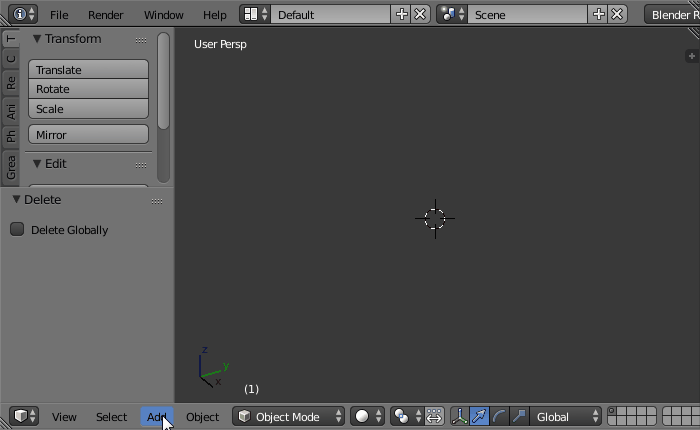 File Render Window Help Default Scene Blender R
T
C
Re
Ani
Ph
Grea
Transform
Translate
Rotate
Scale
Mirror
Edit
Delete
Delete Globally
User Persp
z
y
x
(1)
View Select Add Object Object Mode Global